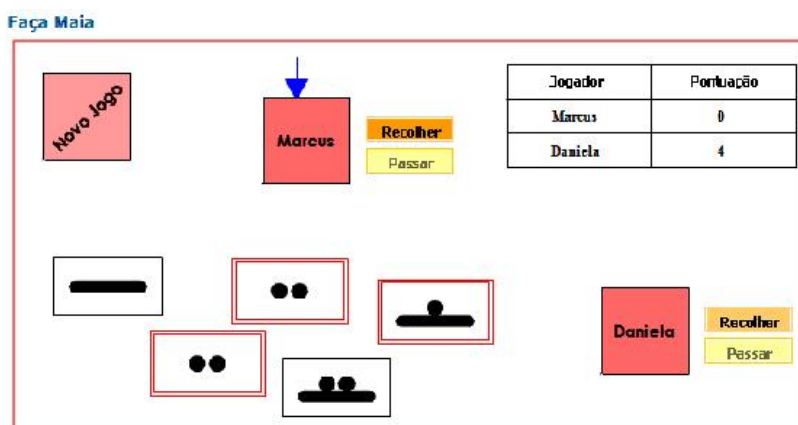 Faça Maia
Novo Jogo
Marcus
Recolher
Passar
Jogador Pontuação
Marcus 0
Daniela 4
Daniela
Recolher
Passar